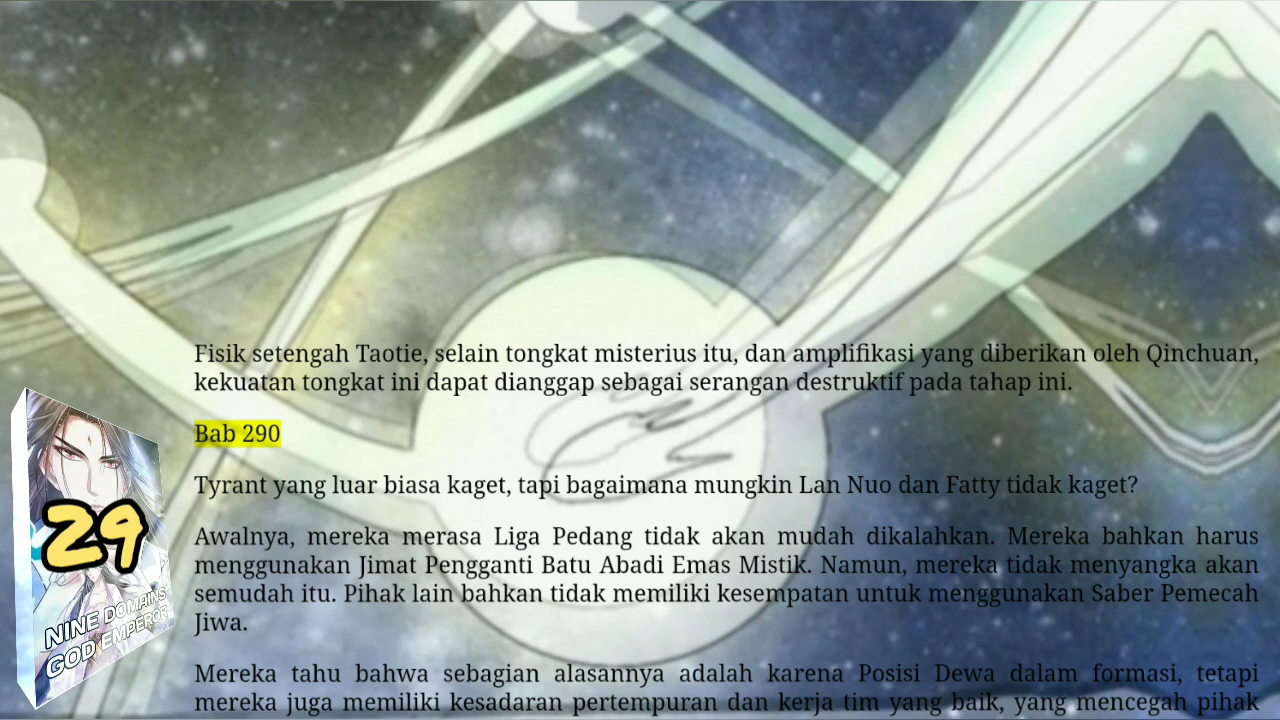 Fisik setengah Taotie, selain tongkat misterius itu, dan amplifikasi yang diberikan oleh Qinchuan,
kekuatan tongkat ini dapat dianggap sebagai serangan destruktif pada tahap ini.
Bab 290
Tyrant yang luar biasa kaget, tapi bagaimana mungkin Lan Nuo dan Fatty tidak kaget?
Awalnya, mereka merasa Liga Pedang tidak akan mudah dikalahkan. Mereka bahkan harus
menggunakan Jimat Pengganti Batu Abadi Emas Mistik. Namun, mereka tidak menyangka akan
semudah itu. Pihak lain bahkan tidak memiliki kesempatan untuk menggunakan Saber Pemecah
Jiwa.
Mereka tahu bahwa sebagian alasannya adalah karena Posisi Dewa dalam formasi, tetapi
mereka juga memiliki kesadaran pertempuran dan kerja tim yang baik, yang mencegah pihak
29
NINE DOMAINS
GOD EMPEROR